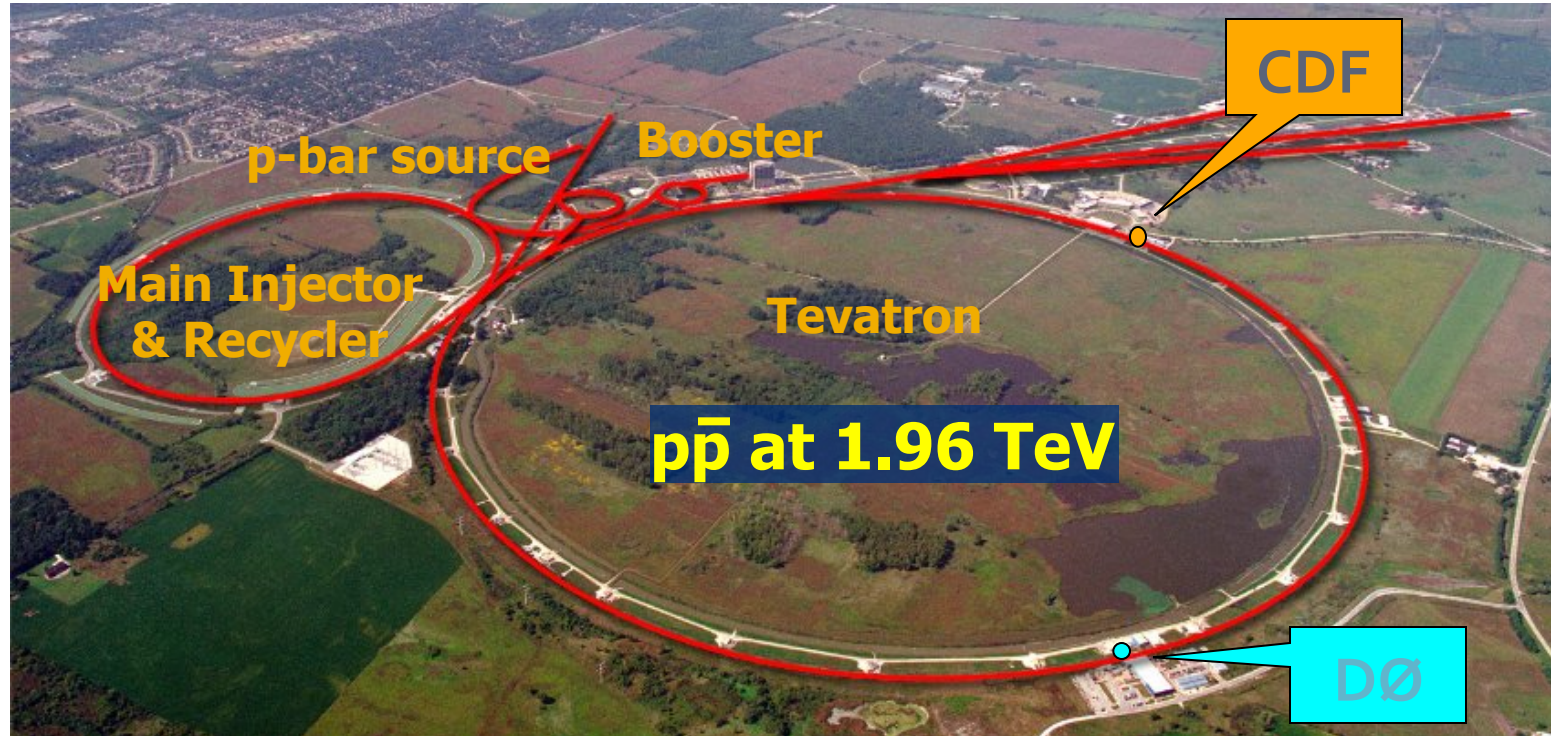 CDF
Booster
p-bar source
Main Injector
& Recycler
Tevatron
pp̄ at 1.96 TeV
DØ